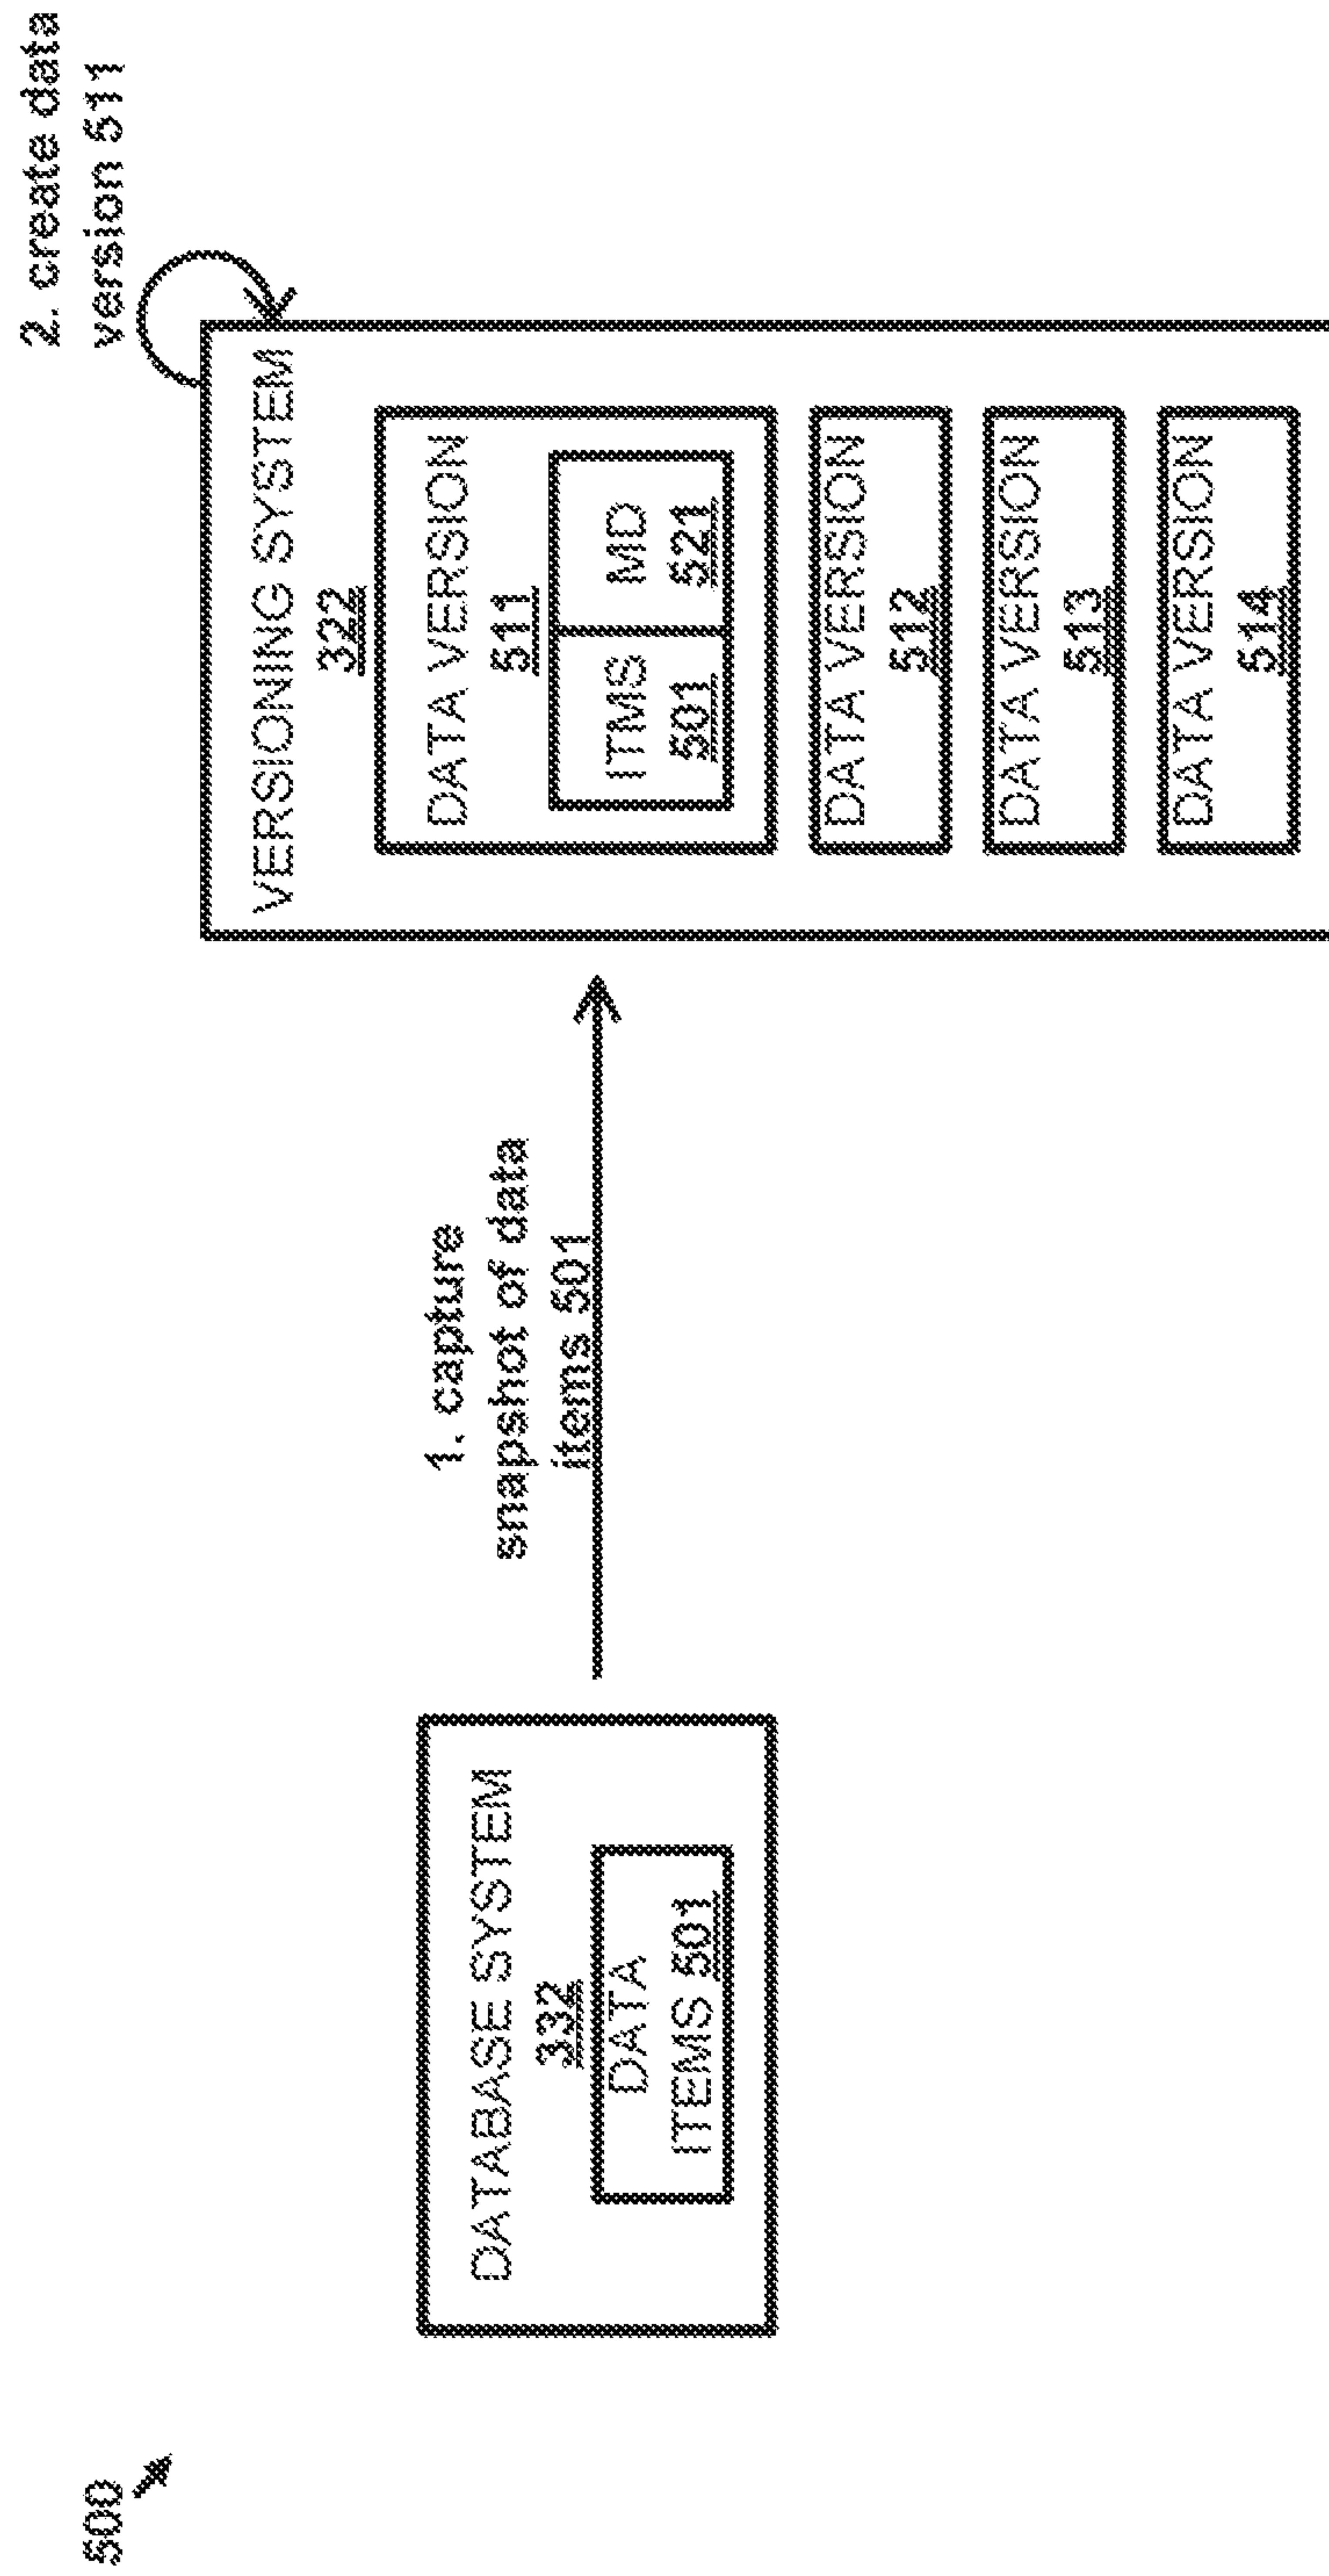 500
DATABASE SYSTEM
332
DATA
ITEMS 501
1. capture
snapshot of data
items 501
2. create data
version 511
VERSIONING SYSTEM
322
DATA VERSION
511
ITMS
501
MD
521
DATA VERSION
512
DATA VERSION
513
DATA VERSION
514